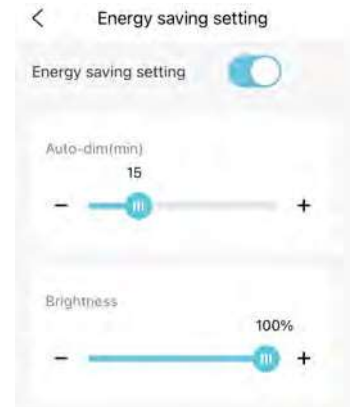 Energy saving setting
Energy saving setting
Auto-dim(min)
15
- +
Brightness
100%
- +